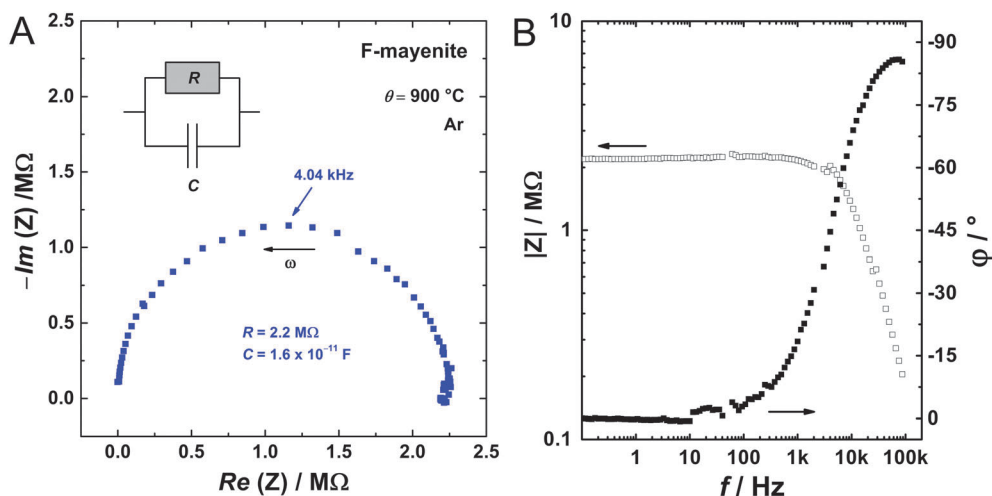 A
F-mayenite
θ = 900 °C
Ar
R
C
4.04 kHz
ω
R = 2.2 MΩ
C = 1.6 x 10⁻¹¹ F
-2.5
-2.0
-1.5
1.0
0.5
0.0
−Im (Z) /MΩ
0.0 0.5 1.0 1.5 2.0 2.5
Re (Z) / MΩ
B
10
1
0.1
|Z| / MΩ
-90
-75
-60
-45
-30
-15
0
φ / °
1 10 100 1k 10k 100k
f / Hz